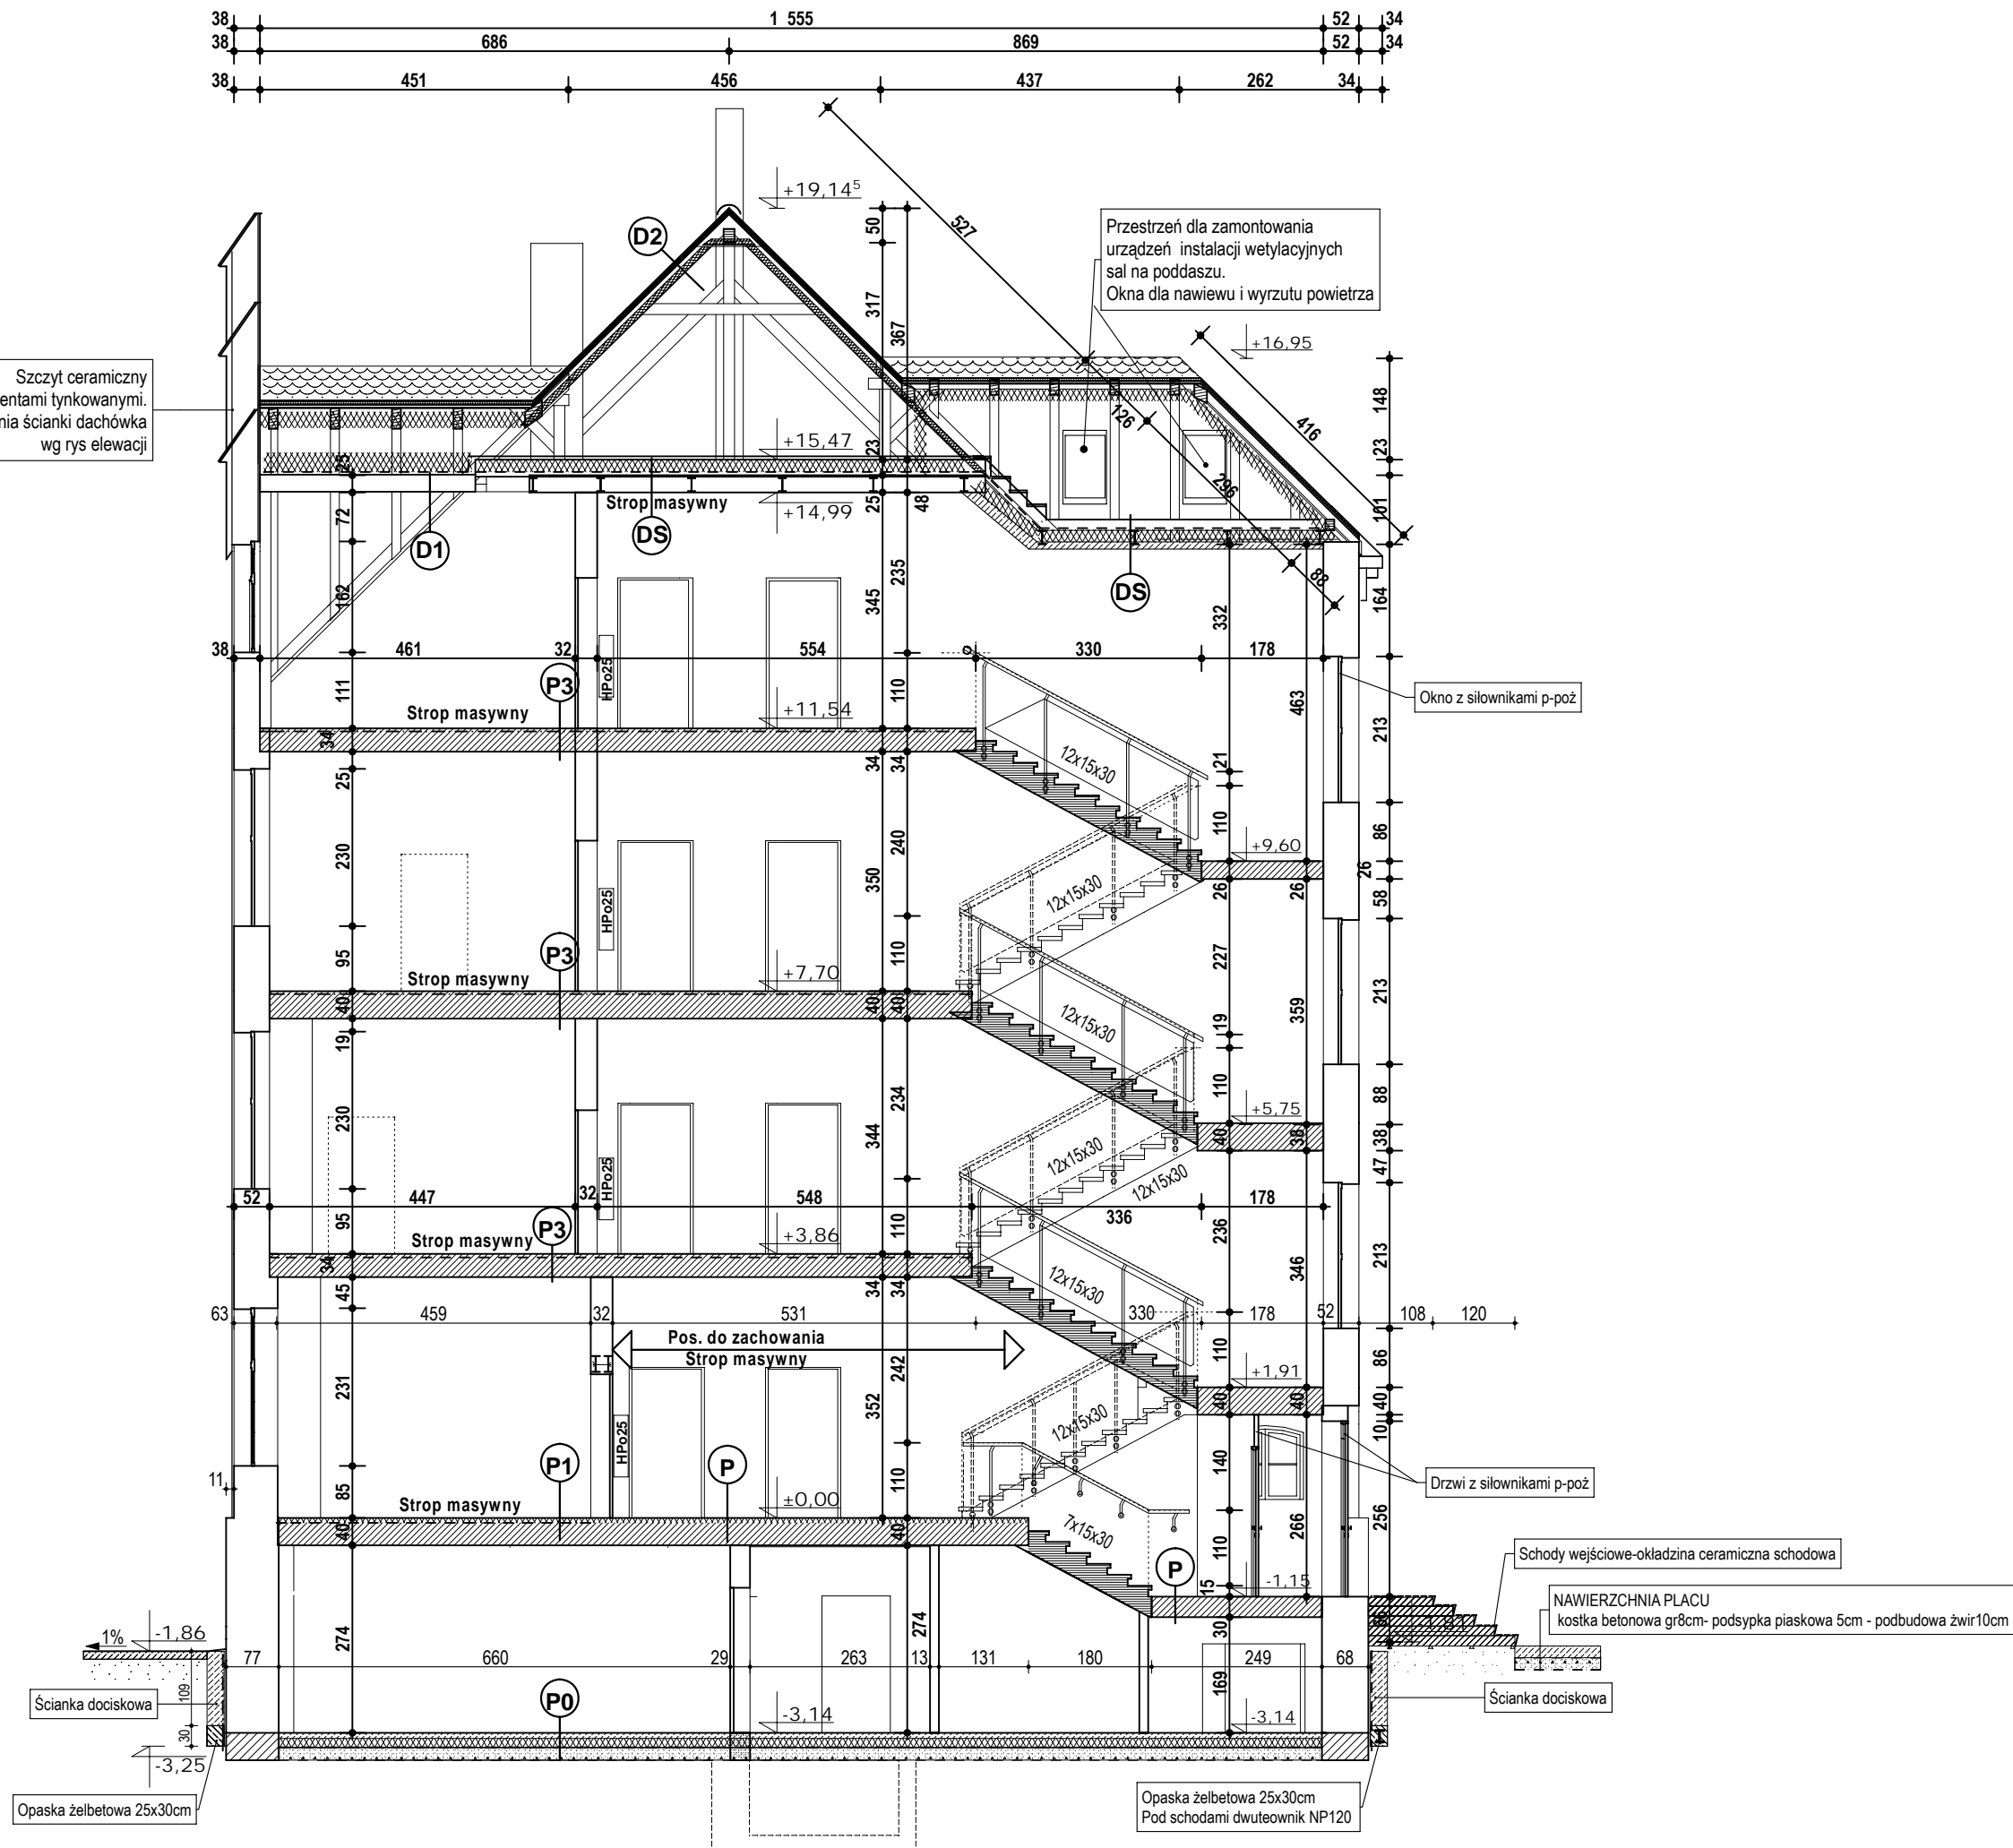 38 1 555 52 34
38 686 869 52 34
38 451 456 437 262 34
+19,14⁵
D2
50
527
317
367
Przestrzeń dla zamontowania
urządzeń instalacji wetylacyjnych
sal na poddaszu.
Okna dla nawiewu i wyrzutu powietrza
+16,95
Szczyt ceramiczny
entami tynkowanymi.
nia ścianki dachówka
wg rys elewacji
148
416
126
+15,47
23
23
25
296
Strop masywny
+14,99
25
48
101
72
D1
DS
DS
88
162
345
235
332
164
38 461 32 554 330 178
111
P3
HPo25
110
463
Okno z siłownikami p-poż
Strop masywny
+11,54
213
34
34
34
12x15x30
21
25
110
86
230
240
350
+9,60
26
12x15x30
26
26
58
HPo25
95
P3
110
227
Strop masywny
+7,70
213
40
40
40
12x15x30
359
19
19
110
88
230
234
344
+5,75
12x15x30
40
38
38
12x15x30
47
HPo25
52 447 32 548 336 178
95
P3
110
236
Strop masywny
+3,86
346
213
34
34
34
12x15x30
45
63 459 32 531 330 178 52 108 120
Pos. do zachowania
Strop masywny
110
86
231
242
352
+1,91
12x15x30
40
40
40
10
HPo25
P1
P
140
11
Drzwi z siłownikami p-poż
85
110
Strop masywny
±0,00
256
40
40
7x15x30
266
110
P
Schody wejściowe-okładzina ceramiczna schodowa
15
-1,15
NAWIERZCHNIA PLACU
kostka betonowa gr8cm- podsypka piaskowa 5cm - podbudowa żwir10cm
1%
-1,86
274
274
30
77 660 29 263 13 131 180 249 68
169
109
Ścianka dociskowa
P0
Ścianka dociskowa
-3,14
-3,14
30
-3,25
Opaska żelbetowa 25x30cm
Opaska żelbetowa 25x30cm
Pod schodami dwuteownik NP120